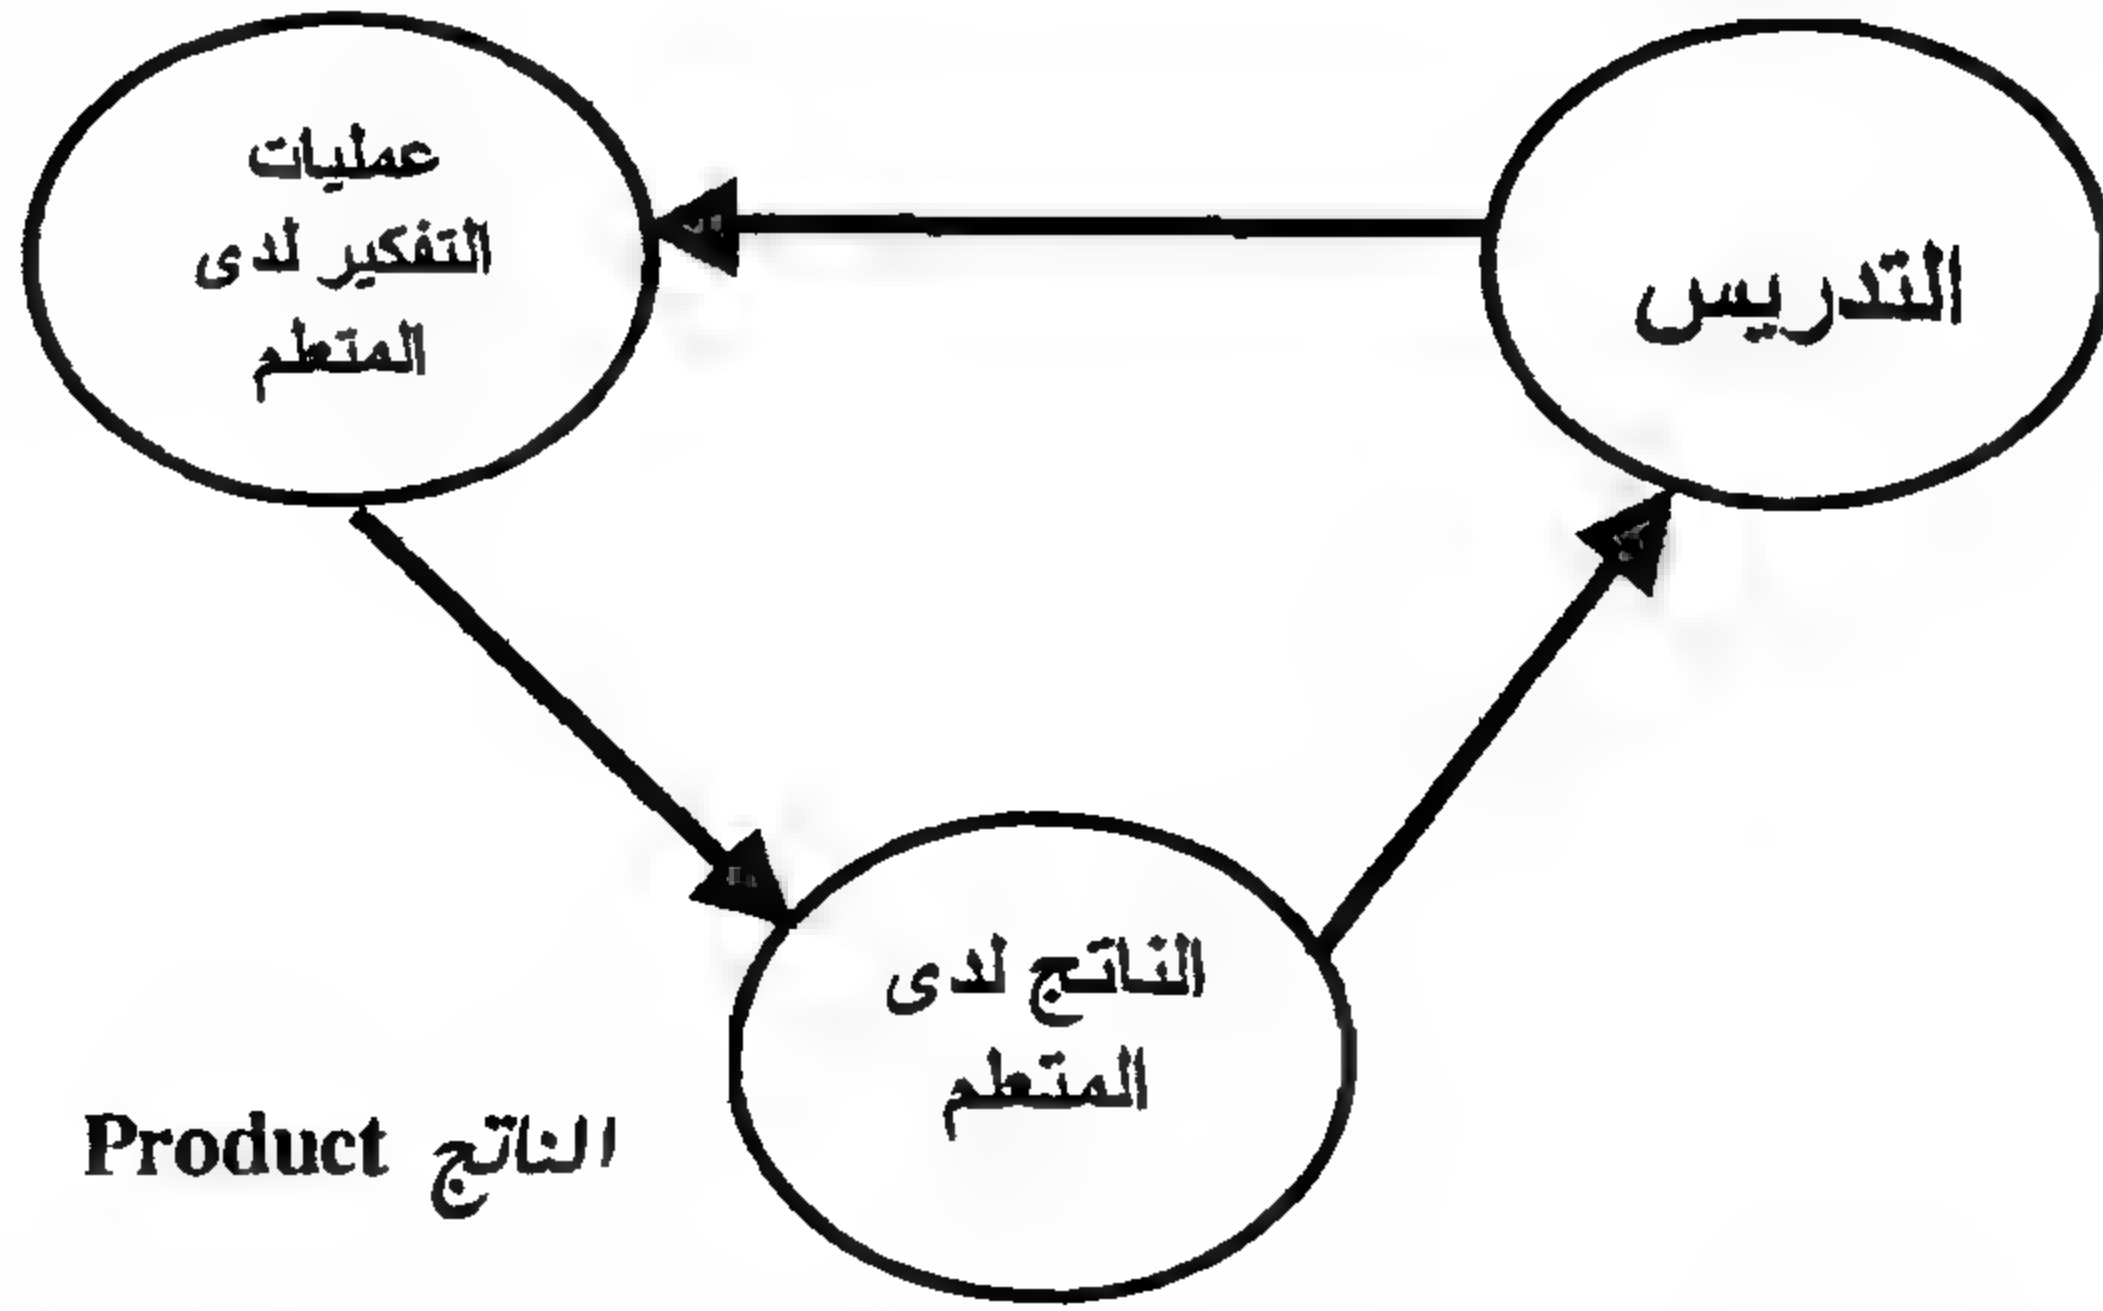 التدريس
عمليات
التفكير لدى
المتعلم
الناتج لدى
المتعلم
الناتج Product